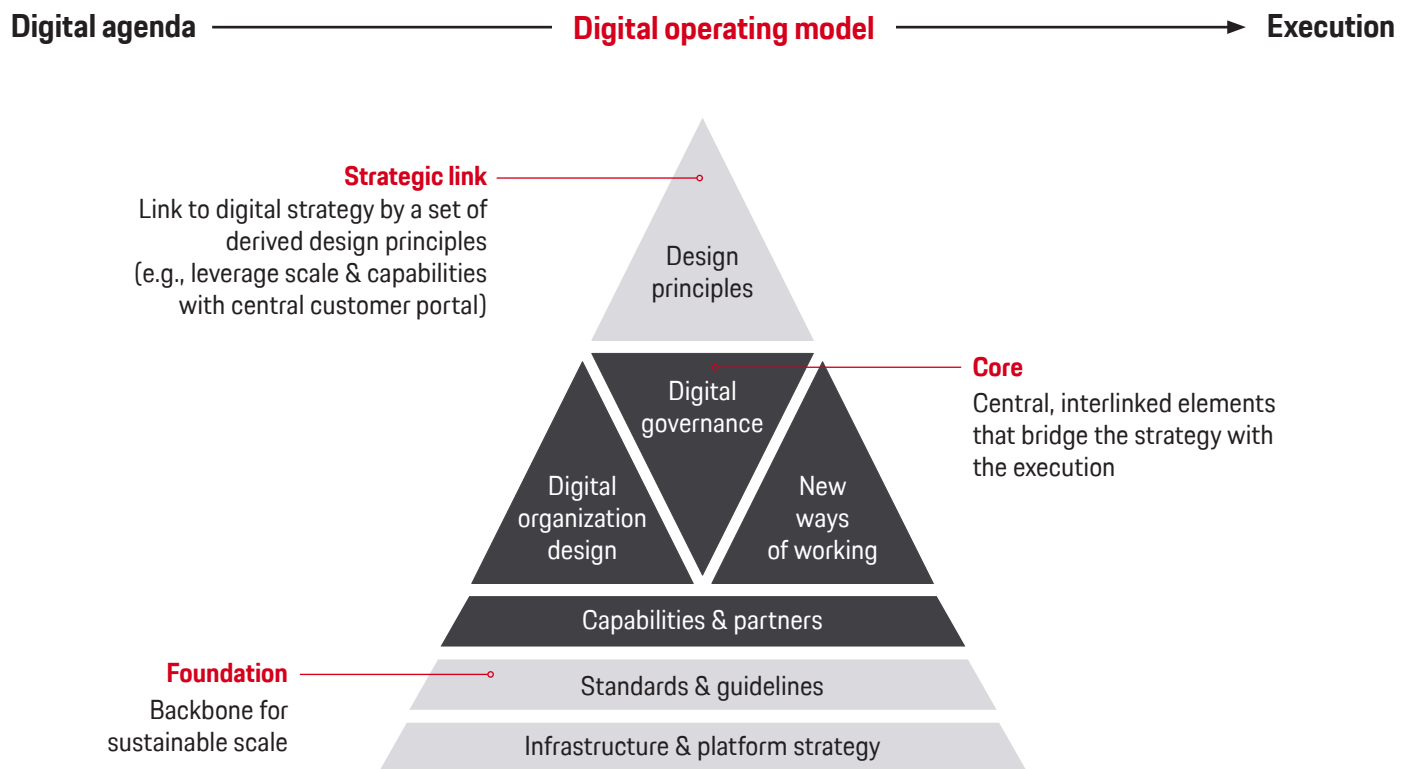 Digital agenda
Digital operating model
Execution
Strategic link
Link to digital strategy by a set of
derived design principles
(e.g., leverage scale & capabilities
with central customer portal)
Design
principles
Digital
governance
Core
Central, interlinked elements
that bridge the strategy with
the execution
Digital
organization
design
New
ways
of working
Capabilities & partners
Foundation
Backbone for
sustainable scale
Standards & guidelines
Infrastructure & platform strategy